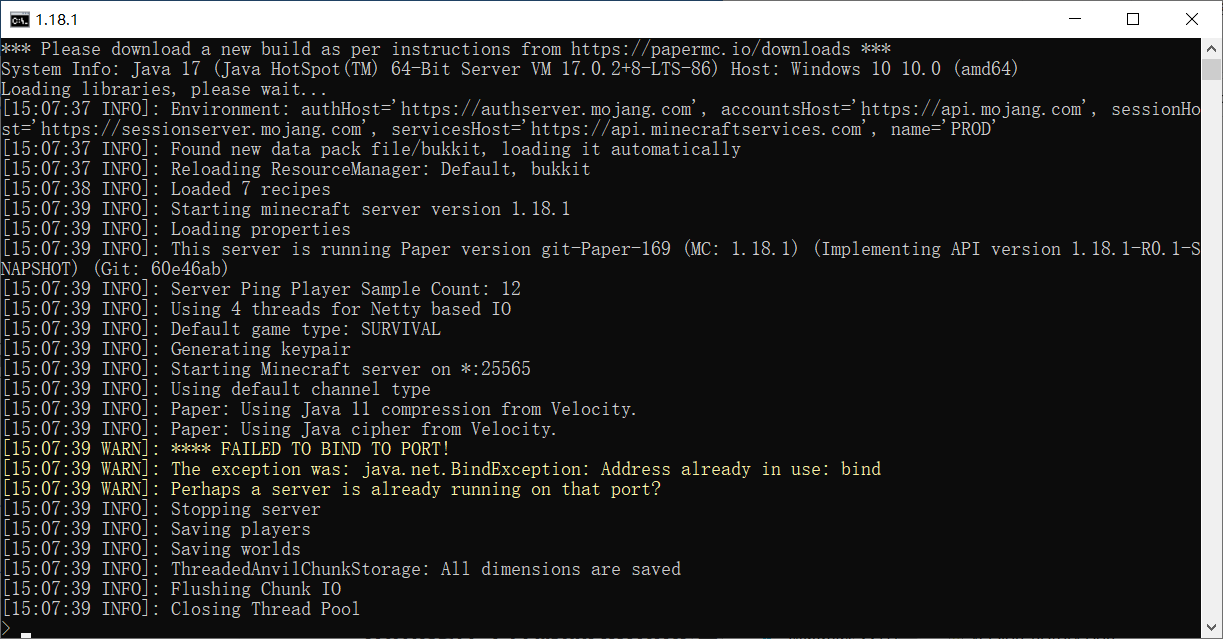 1.18.1
*** Please download a new build as per instructions from https://papermc.io/downloads ***
System Info: Java 17 (Java HotSpot(TM) 64-Bit Server VM 17.0.2+8-LTS-86) Host: Windows 10 10.0 (amd64)
Loading libraries, please wait...
[15:07:37 INFO]: Environment: authHost='https://authserver.mojang.com', accountsHost='https://api.mojang.com', sessionHo
st='https://sessionserver.mojang.com', servicesHost='https://api.minecraftservices.com', name='PROD'
[15:07:37 INFO]: Found new data pack file/bukkit, loading it automatically
[15:07:37 INFO]: Reloading ResourceManager: Default, bukkit
[15:07:38 INFO]: Loaded 7 recipes
[15:07:39 INFO]: Starting minecraft server version 1.18.1
[15:07:39 INFO]: Loading properties
[15:07:39 INFO]: This server is running Paper version git-Paper-169 (MC: 1.18.1) (Implementing API version 1.18.1-R0.1-S
NAPSHOT) (Git: 60e46ab)
[15:07:39 INFO]: Server Ping Player Sample Count: 12
[15:07:39 INFO]: Using 4 threads for Netty based IO
[15:07:39 INFO]: Default game type: SURVIVAL
[15:07:39 INFO]: Generating keypair
[15:07:39 INFO]: Starting Minecraft server on *:25565
[15:07:39 INFO]: Using default channel type
[15:07:39 INFO]: Paper: Using Java 11 compression from Velocity.
[15:07:39 INFO]: Paper: Using Java cipher from Velocity.
[15:07:39 WARN]: **** FAILED TO BIND TO PORT!
[15:07:39 WARN]: The exception was: java.net.BindException: Address already in use: bind
[15:07:39 WARN]: Perhaps a server is already running on that port?
[15:07:39 INFO]: Stopping server
[15:07:39 INFO]: Saving players
[15:07:39 INFO]: Saving worlds
[15:07:39 INFO]: ThreadedAnvilChunkStorage: All dimensions are saved
[15:07:39 INFO]: Flushing Chunk IO
[15:07:39 INFO]: Closing Thread Pool
>